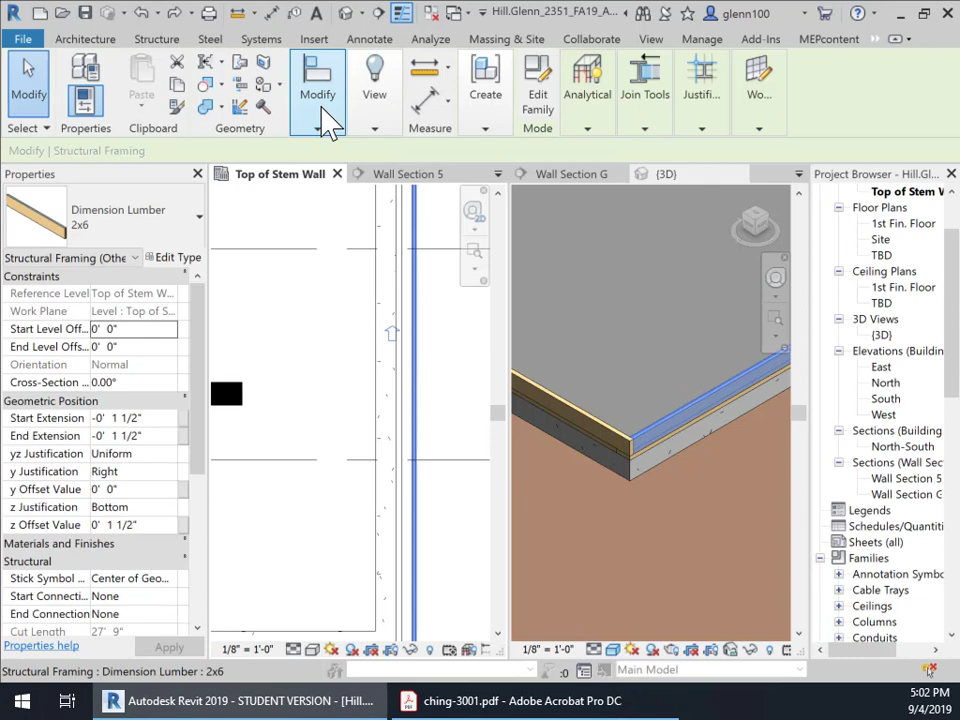 Hill.Glenn_2351_FA19_A...
glenn100
File Architecture Structure Steel Systems Insert Annotate Analyze Massing & Site Collaborate View Manage Add-Ins MEPcontent
Modify Paste Modify View Create Edit Family Analytical Join Tools Justifi... Wo...
Select Properties Clipboard Geometry Measure Mode
Modify | Structural Framing
Properties
Top of Stem Wall
Wall Section 5
Wall Section G
{3D}
Project Browser - Hill.Gl...
Dimension Lumber
2x6
Structural Framing (Othe
Edit Type
Constraints
Reference Level Top of Stem W...
Work Plane Level : Top of S...
Start Level Off... 0' 0"
End Level Offs... 0' 0"
Orientation Normal
Cross-Section ... 0.00°
Geometric Position
Start Extension -0' 1 1/2"
End Extension -0' 1 1/2"
yz Justification Uniform
y Justification Right
y Offset Value 0' 0"
z Justification Bottom
z Offset Value 0' 1 1/2"
Materials and Finishes
Structural
Stick Symbol ... Center of Geo...
Start Connecti... None
End Connection None
Cut Length 27' 9"
Properties help
Apply
2D
1/8" = 1'-0"
1/8" = 1'-0"
Top of Stem W
Floor Plans
1st Fin. Floor
Site
TBD
Ceiling Plans
1st Fin. Floor
TBD
3D Views
{3D}
Elevations (Building
East
North
South
West
Sections (Building
North-South
Sections (Wall Sec
Wall Section 5
Wall Section G
Legends
Schedules/Quantiti
Sheets (all)
Families
Annotation Symbo
Cable Trays
Ceilings
Columns
Conduits
Structural Framing : Dimension Lumber : 2x6
:0
Main Model
Autodesk Revit 2019 - STUDENT VERSION - [Hill....
ching-3001.pdf - Adobe Acrobat Pro DC
5:02 PM
9/4/2019